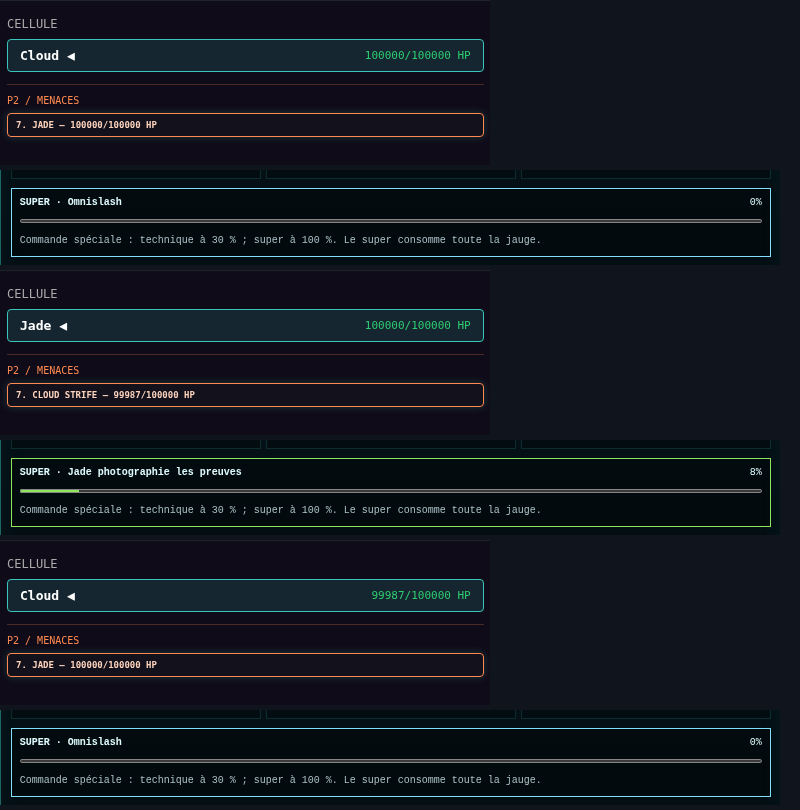 CELLULE
Cloud ◀ 100000/100000 HP
P2 / MENACES
7. JADE — 100000/100000 HP
SUPER · Omnislash 0%
Commande spéciale : technique à 30 % ; super à 100 %. Le super consomme toute la jauge.
CELLULE
Jade ◀ 100000/100000 HP
P2 / MENACES
7. CLOUD STRIFE — 99987/100000 HP
SUPER · Jade photographie les preuves 8%
Commande spéciale : technique à 30 % ; super à 100 %. Le super consomme toute la jauge.
CELLULE
Cloud ◀ 99987/100000 HP
P2 / MENACES
7. JADE — 100000/100000 HP
SUPER · Omnislash 0%
Commande spéciale : technique à 30 % ; super à 100 %. Le super consomme toute la jauge.